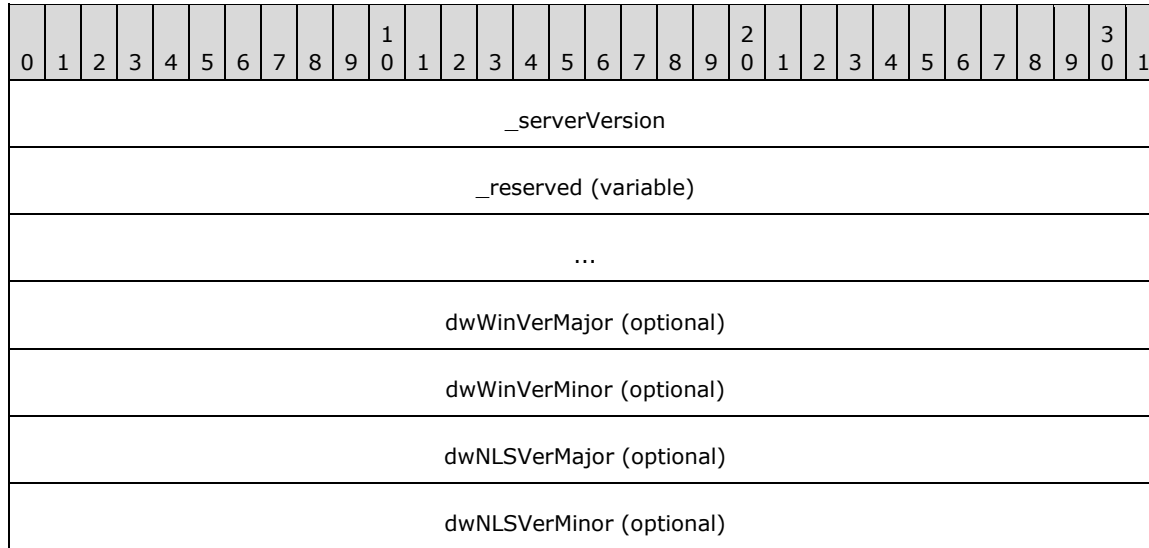 1 2 3
0 1 2 3 4 5 6 7 8 9 0 1 2 3 4 5 6 7 8 9 0 1 2 3 4 5 6 7 8 9 0 1
_serverVersion
_reserved (variable)
...
dwWinVerMajor (optional)
dwWinVerMinor (optional)
dwNLSVerMajor (optional)
dwNLSVerMinor (optional)